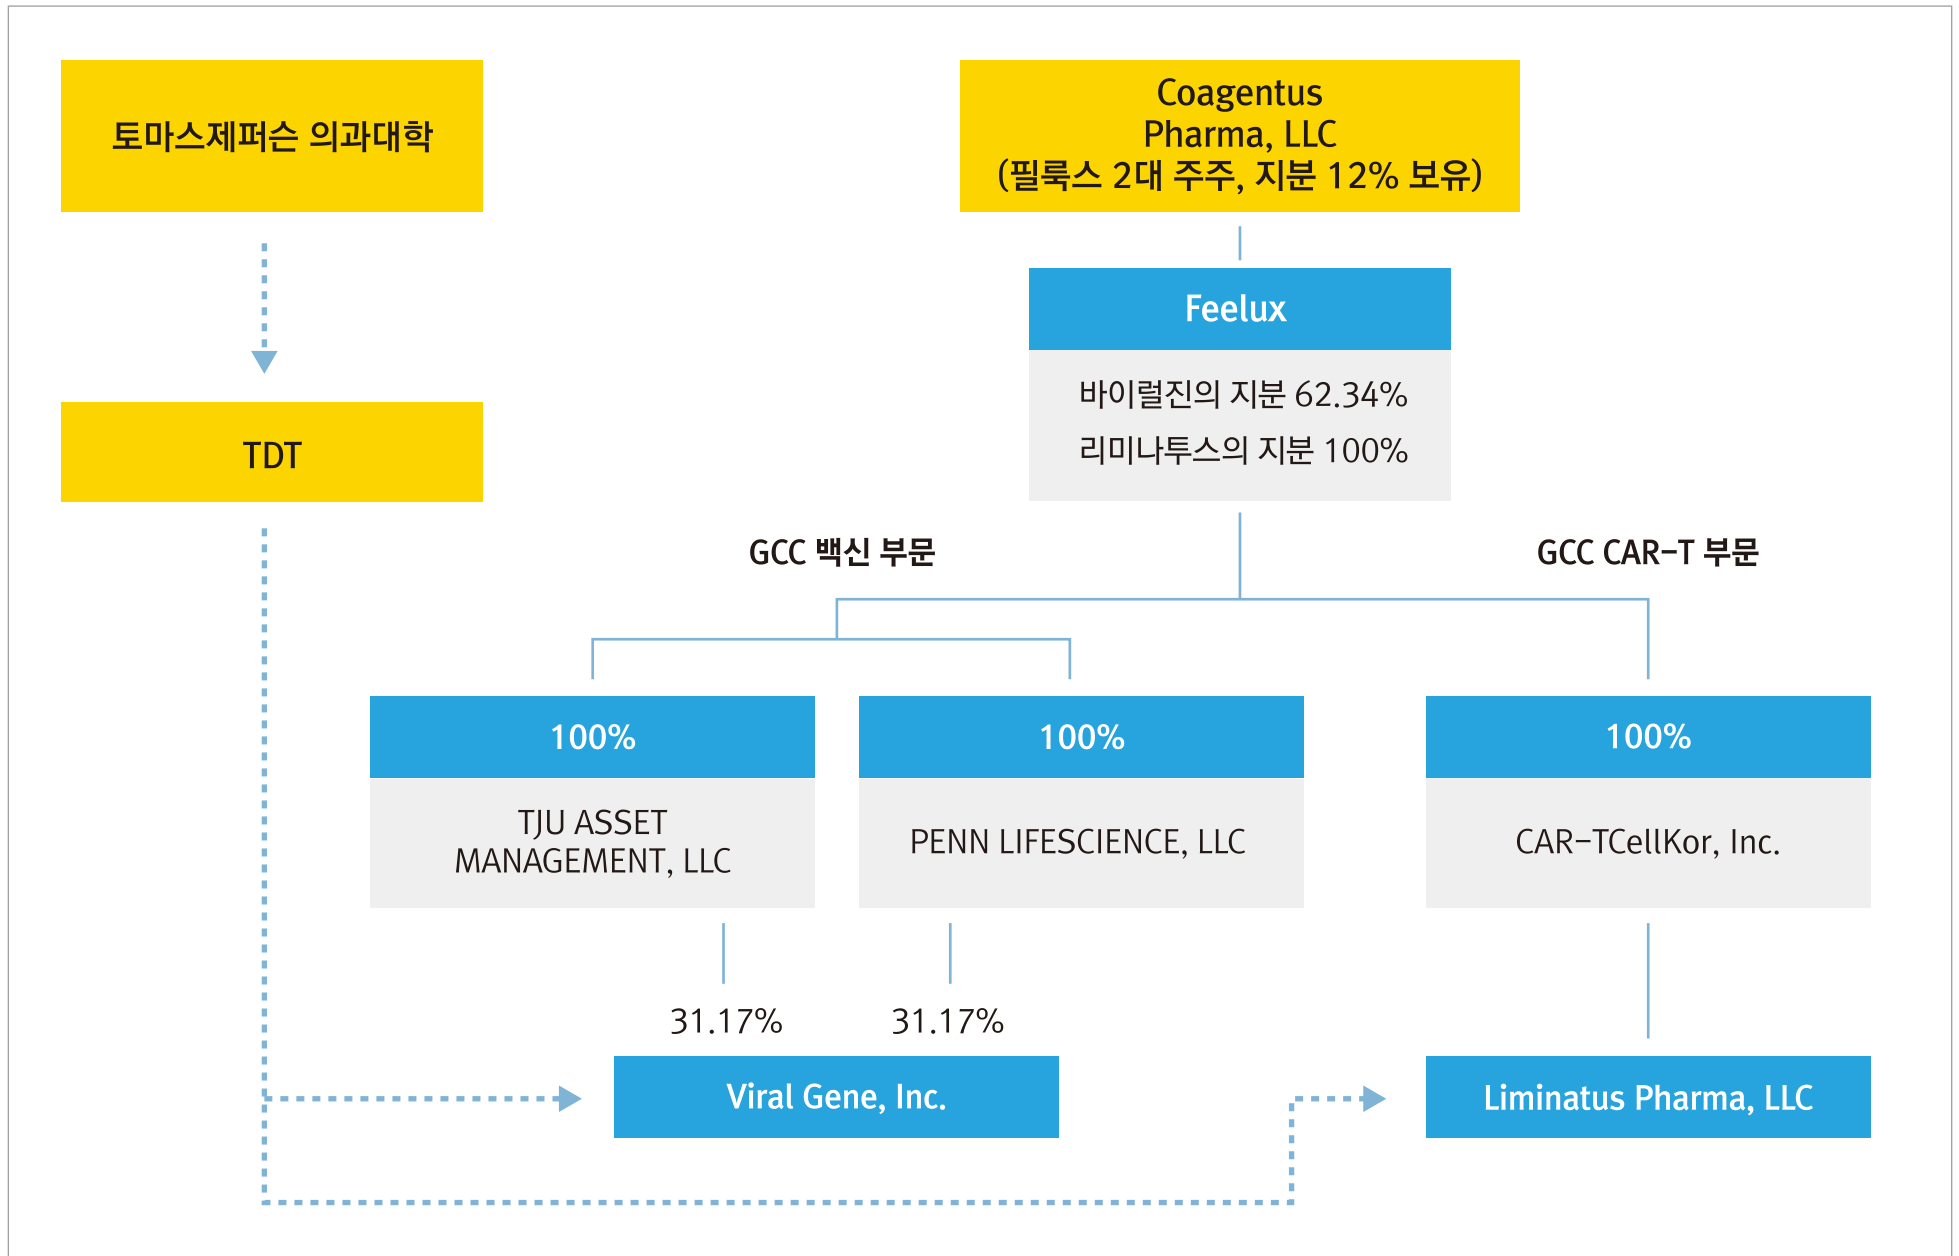 토마스제퍼슨 의과대학
Coagentus
Pharma, LLC
(필룩스 2대 주주, 지분 12% 보유)
Feelux
바이럴진의 지분 62.34%
리미나투스의 지분 100%
TDT
GCC 백신 부문
GCC CAR-T 부문
100%
TJU ASSET
MANAGEMENT, LLC
100%
PENN LIFESCIENCE, LLC
100%
CAR-TCellKor, Inc.
31.17%
31.17%
Viral Gene, Inc.
Liminatus Pharma, LLC